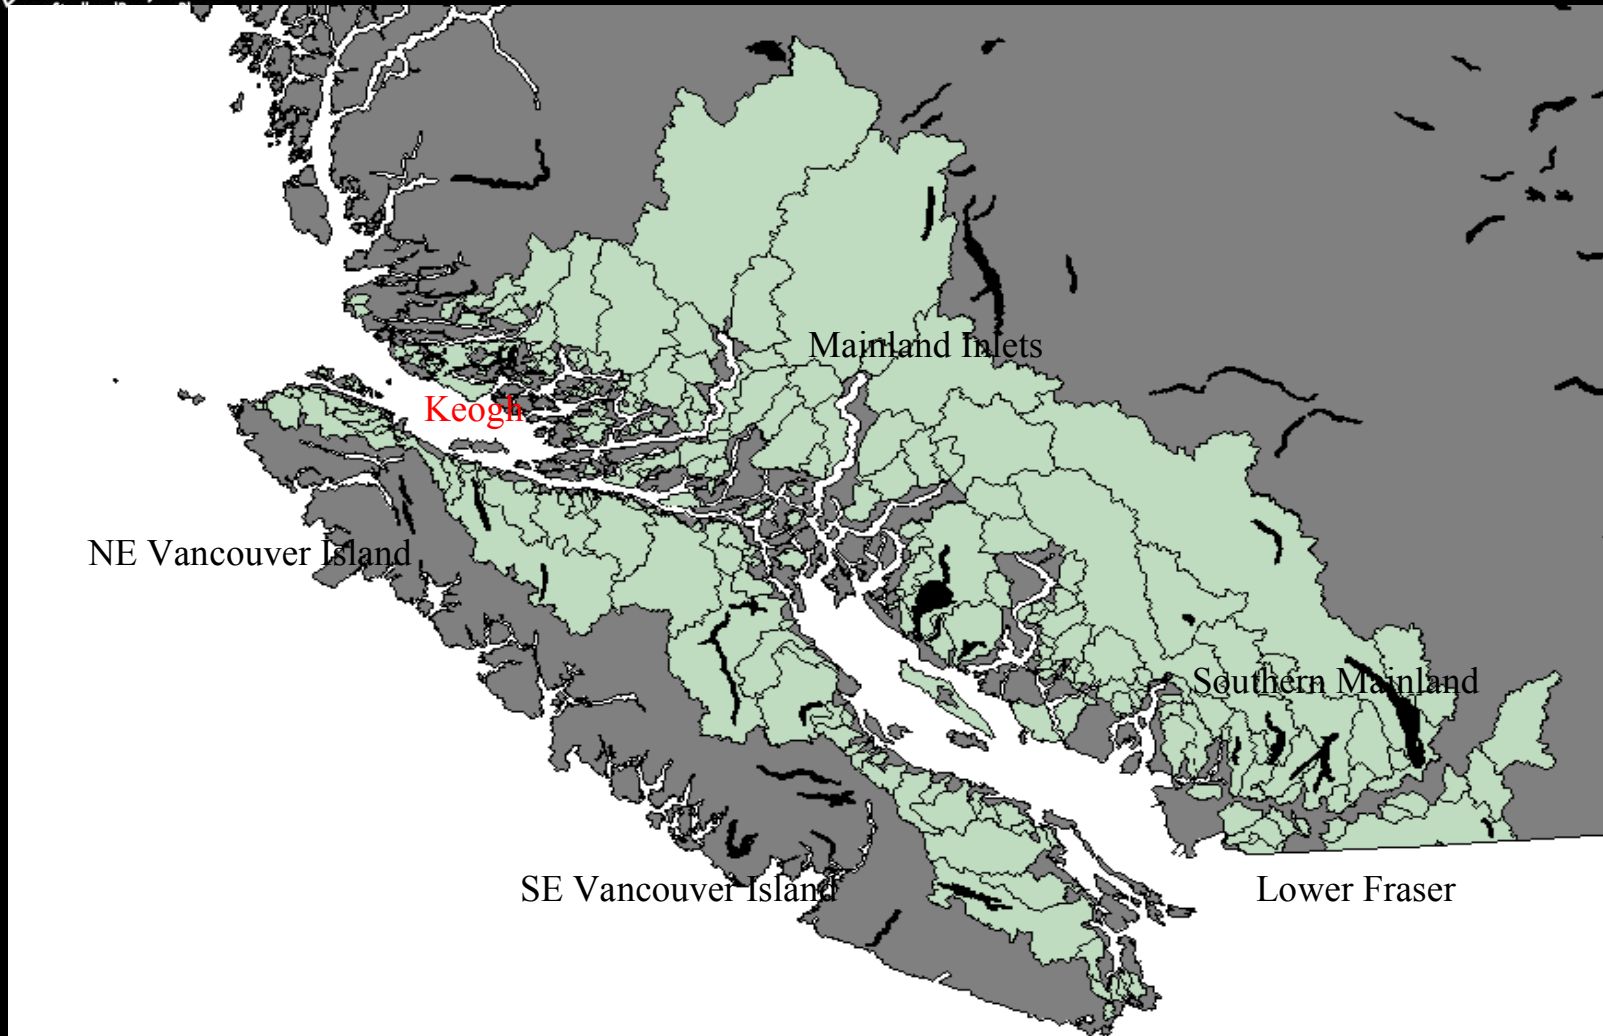 Mainland Inlets
Keogh
NE Vancouver Island
Southern Mainland
SE Vancouver Island
Lower Fraser